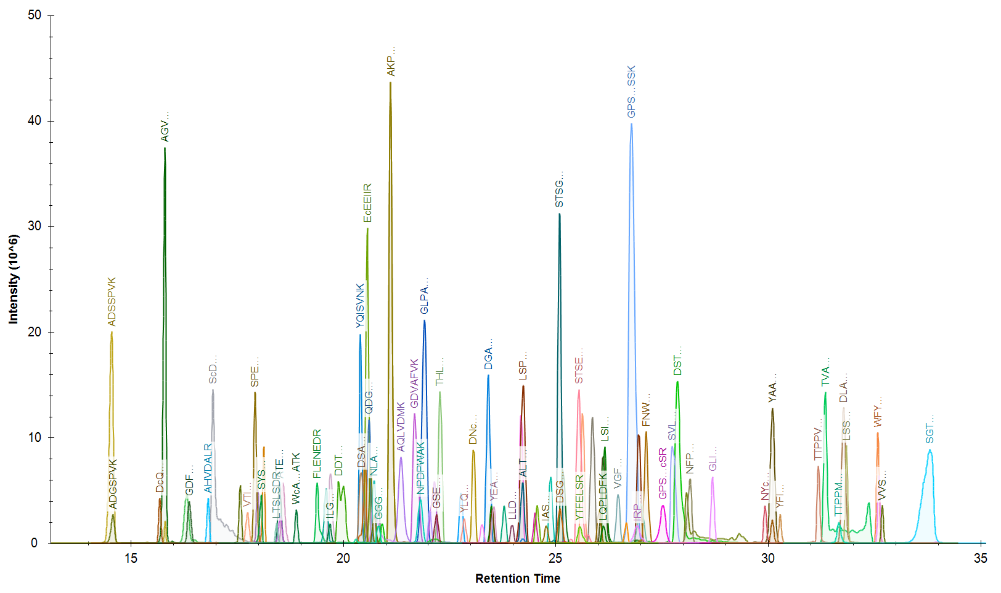 50
40
30
20
10
0
Intensity (10^6)
15
20
25
30
35
Retention Time
ADSSPVK
ADGSPVK
DcQ...
AGV...
GDF...
AHVDALR
ScD...
VTI...
SPE...
SYS...
LTSLSDR
TE...
WcA...ATK
FLENEDR
ILG...
DDT...
YQISVNK
DSA...
EcEEIIR
QDG...
NLA...
GGG...
AKP...
AQLVDMK
GDVAFVK
NPDPWAK
GLPA...
GSE...
THL...
YLQ...
DNc...
DGA...
YEA...
LLD...
LSP...
ALT...
IAS...
STSG...
DSG...
STSE...
YTFELSR
LQPLDFK
LSI...
VGF...
GPS...SSK
IRP...
FNW...
GPS...cSR
SVL...
DST...
NFP...
GLI...
NYc...
YAA...
YFI...
TTPPV...
TVA...
TTPPM...
DLA...
LSS...
WFY...
VVS...
SGT...